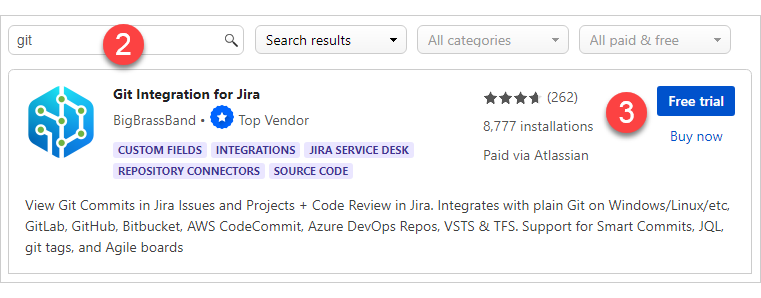 git
2
Search results
All categories
All paid & free
Git Integration for Jira
BigBrassBand • Top Vendor
CUSTOM FIELDS INTEGRATIONS JIRA SERVICE DESK
REPOSITORY CONNECTORS SOURCE CODE
(262)
8,777 installations
Paid via Atlassian
3
Free trial
Buy now
View Git Commits in Jira Issues and Projects + Code Review in Jira. Integrates with plain Git on Windows/Linux/etc,
GitLab, GitHub, Bitbucket, AWS CodeCommit, Azure DevOps Repos, VSTS & TFS. Support for Smart Commits, JQL,
git tags, and Agile boards